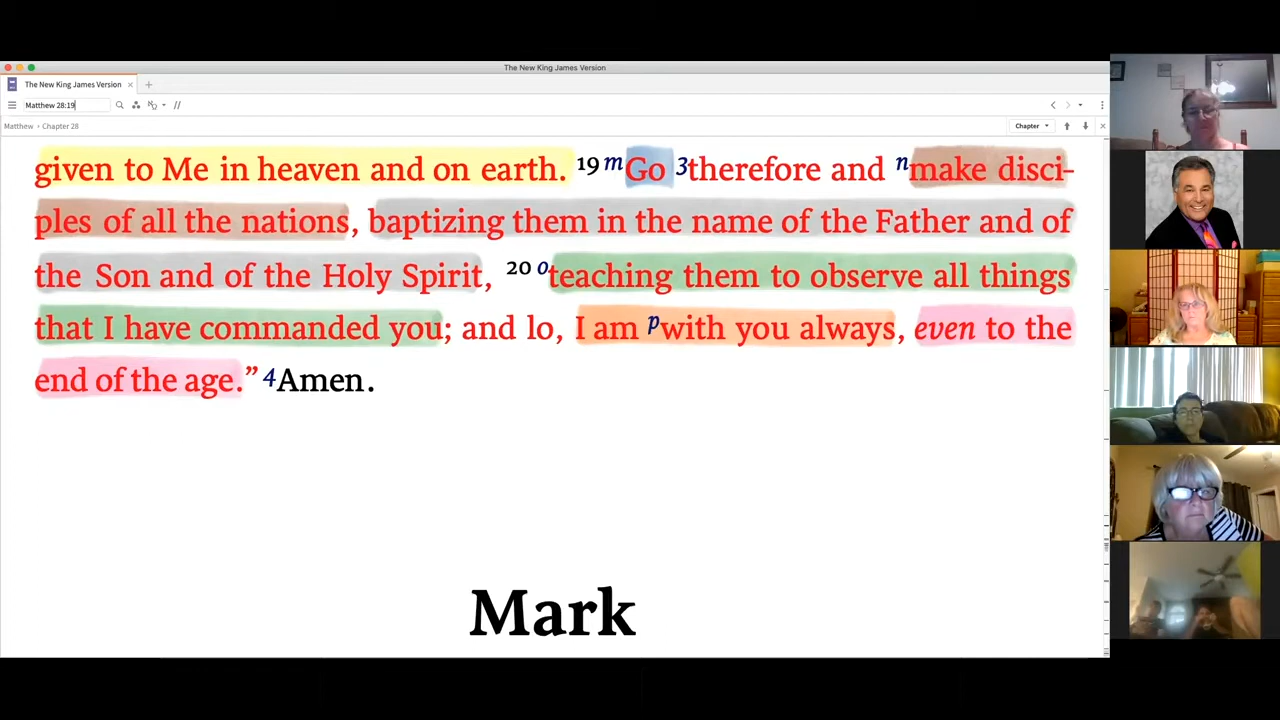 The New King James Version
The New King James Version
Matthew 28:19
Matthew › Chapter 28
Chapter
given to Me in heaven and on earth. 19 m Go 3 therefore and n make disci-
ples of all the nations, baptizing them in the name of the Father and of
the Son and of the Holy Spirit, 20 o teaching them to observe all things
that I have commanded you; and lo, I am p with you always, even to the
end of the age.” 4 Amen.
Mark